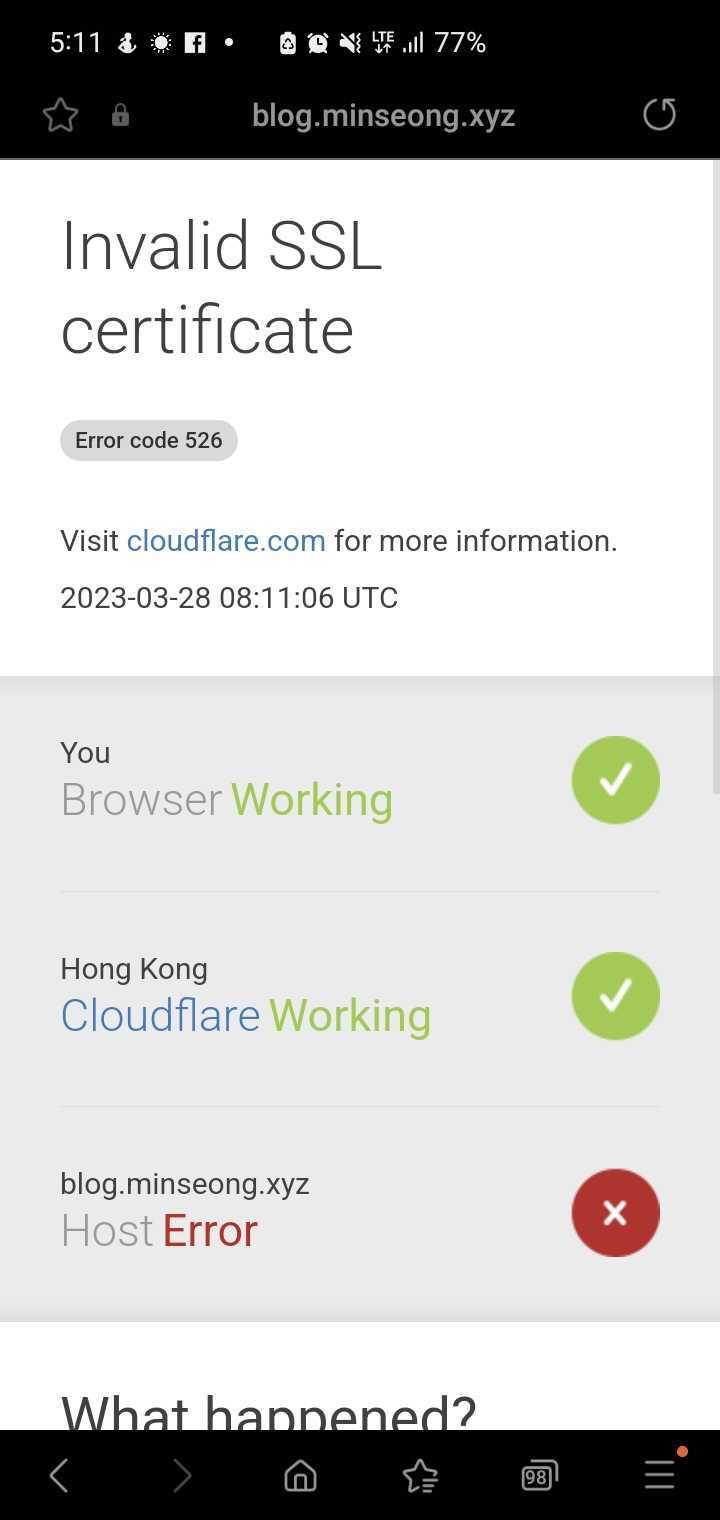 5:11 LTE 77%
blog.minseong.xyz
Invalid SSL
certificate
Error code 526
Visit cloudflare.com for more information.
2023-03-28 08:11:06 UTC
You
Browser Working
Hong Kong
Cloudflare Working
blog.minseong.xyz
Host Error
What happened?
98